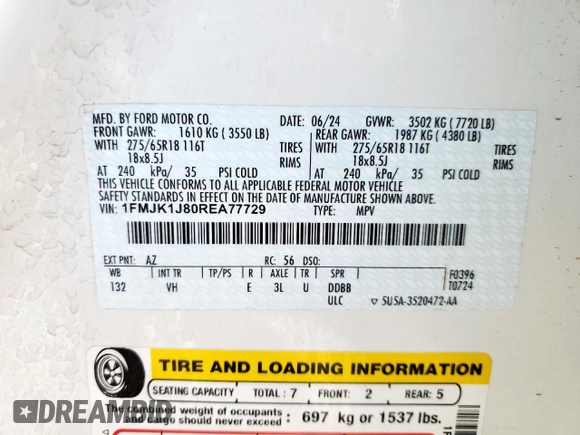 MFD. BY FORD MOTOR CO. DATE: 06/24 GVWR: 3502 KG ( 7720 LB)
FRONT GAWR: 1610 KG ( 3550 LB) REAR GAWR: 1987 KG ( 4380 LB)
WITH 275/65R18 116T TIRES WITH 275/65R18 116T TIRES
18x8.5J RIMS 18x8.5J RIMS
AT 240 kPa/ 35 PSI COLD AT 240 kPa/ 35 PSI COLD
THIS VEHICLE CONFORMS TO ALL APPLICABLE FEDERAL MOTOR VEHICLE
SAFETY STANDARDS IN EFFECT ON THE DATE OF MANUFACTURE SHOWN ABOVE.
VIN: 1FMJK1J80REA77729 TYPE: MPV
EXT PNT: AZ RC: 56 DSO:
WB INT TR TP/PS R AXLE TR SPR F0396
132 VH E 3L U DDBB T0724
ULC 5U5A-3520472-AA
TIRE AND LOADING INFORMATION
SEATING CAPACITY TOTAL : 7 FRONT: 2 REAR: 5
The combined weight of occupants
and cargo should never exceed : 697 kg or 1537 lbs.
DREAMBID